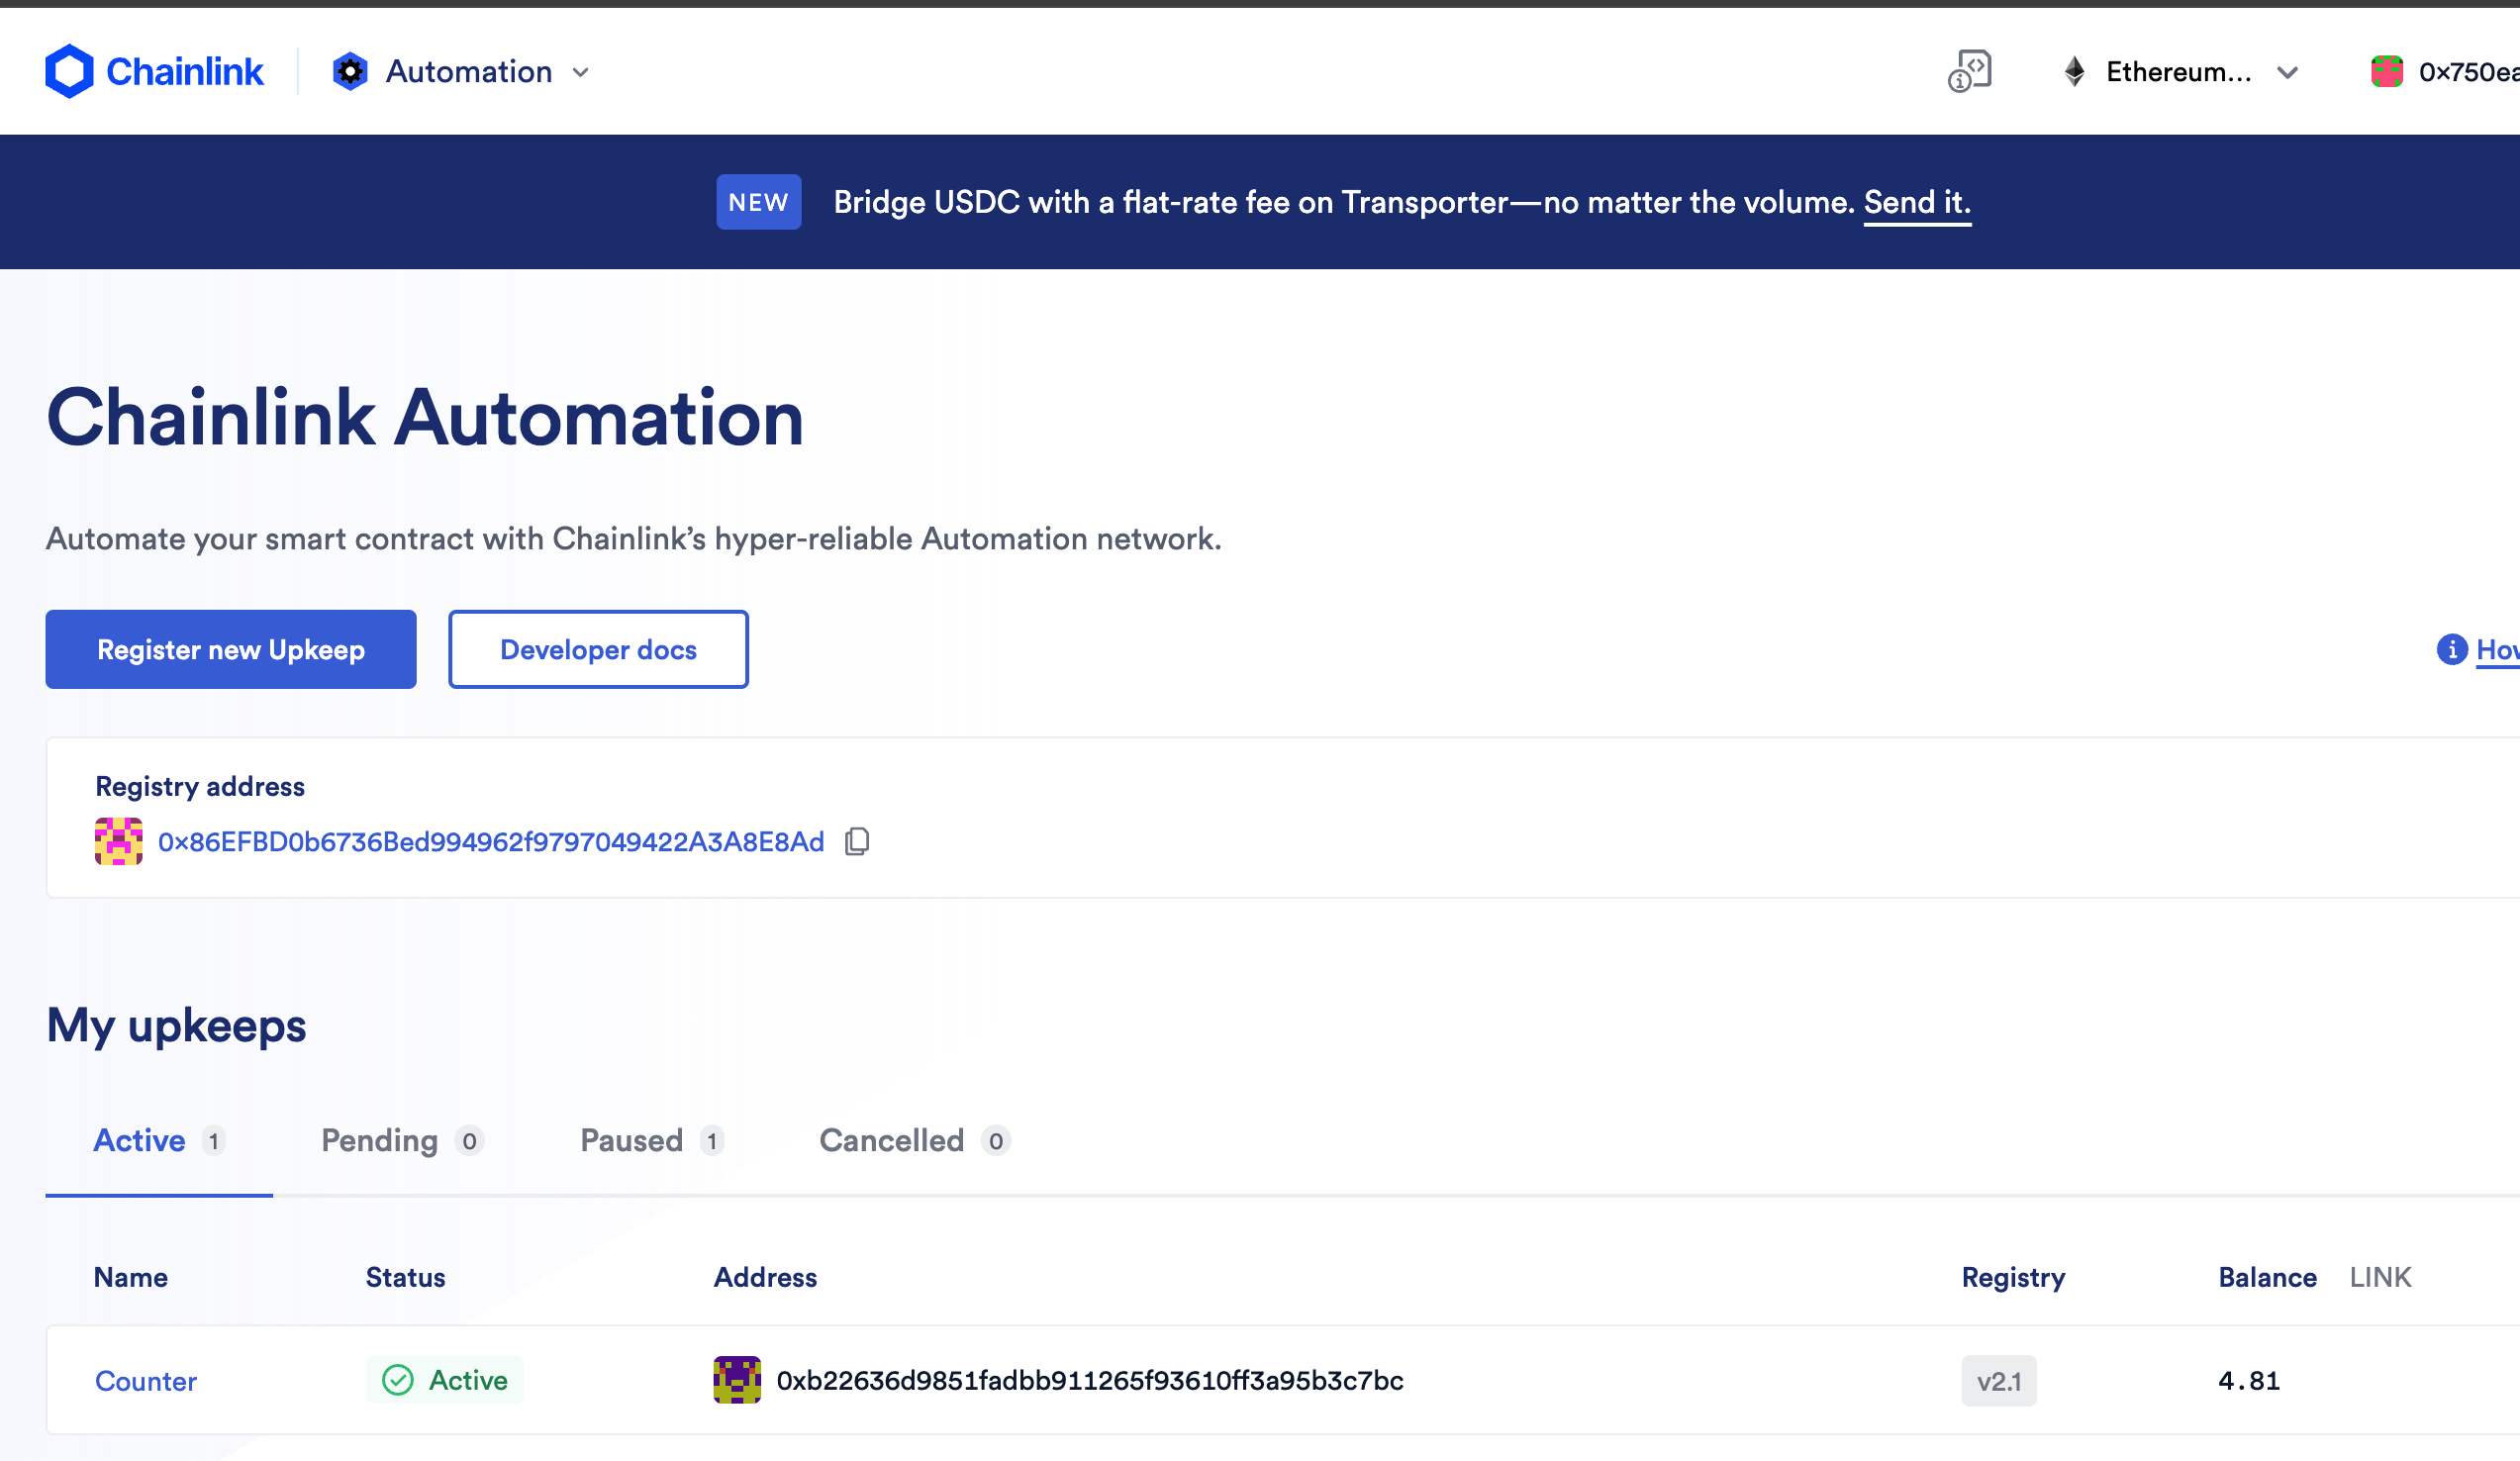 Chainlink Automation Ethereum... 0x750ea
NEW Bridge USDC with a flat-rate fee on Transporter—no matter the volume. Send it.
Chainlink Automation
Automate your smart contract with Chainlink’s hyper-reliable Automation network.
Register new Upkeep Developer docs How
Registry address
0x86EFBD0b6736Bed994962f9797049422A3A8E8Ad
My upkeeps
Active 1 Pending 0 Paused 1 Cancelled 0
Name Status Address Registry Balance LINK
Counter Active 0xb22636d9851fadbb911265f93610ff3a95b3c7bc v2.1 4.81